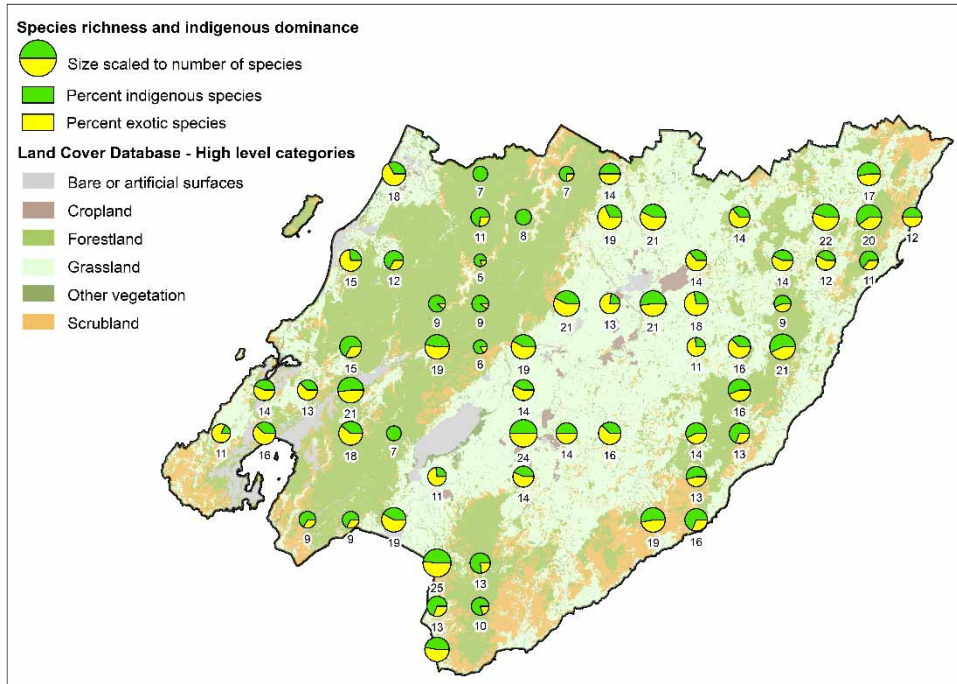 Species richness and indigenous dominance
Size scaled to number of species
Percent indigenous species
Percent exotic species
Land Cover Database - High level categories
Bare or artificial surfaces
Cropland
Forestland
Grassland
Other vegetation
Scrubland
18 7 7 14 17
11 8 19 21 14 22 20 12
15 12 5 14 14 12 11
9 9 21 13 21 18 9
15 19 6 19 11 16 21
14 13 21 14 16
11 16 18 7 24 14 16 14 13
11 14 13
9 9 19 19 16
25 13
13 10